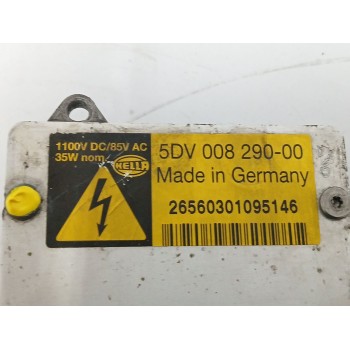 1100V DC/85V AC
35W nom.
HELLA
5DV 008 290-00
Made in Germany
26560301095146